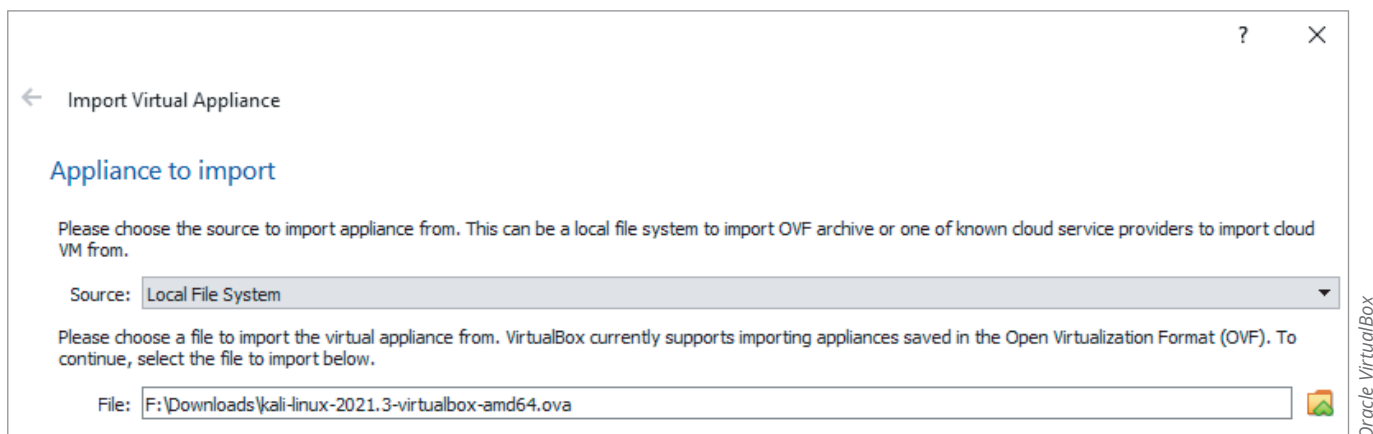 ?
Import Virtual Appliance
Appliance to import
Please choose the source to import appliance from. This can be a local file system to import OVF archive or one of known cloud service providers to import cloud
VM from.
Source: Local File System
Please choose a file to import the virtual appliance from. VirtualBox currently supports importing appliances saved in the Open Virtualization Format (OVF). To
continue, select the file to import below.
File: F:\Downloads\kali-linux-2021.3-virtualbox-amd64.ova
Oracle VirtualBox